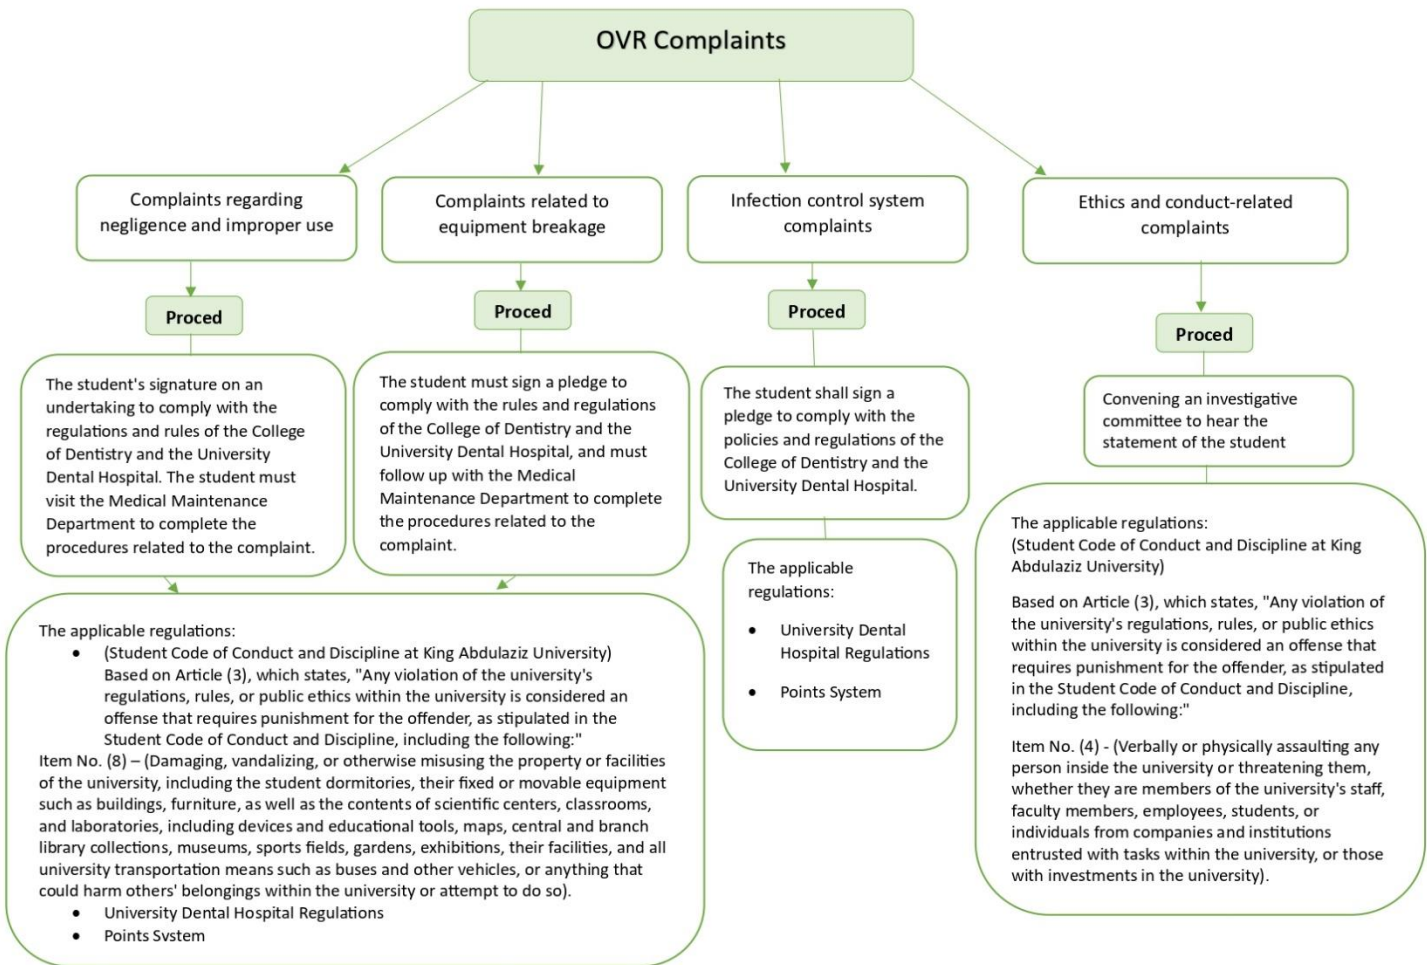 OVR Complaints
Complaints regarding
negligence and improper use
Proced
The student's signature on an
undertaking to comply with the
regulations and rules of the College
of Dentistry and the University
Dental Hospital. The student must
visit the Medical Maintenance
Department to complete the
procedures related to the complaint.
Complaints related to
equipment breakage
Proced
The student must sign a pledge to
comply with the rules and regulations
of the College of Dentistry and the
University Dental Hospital, and must
follow up with the Medical
Maintenance Department to complete
the procedures related to the
complaint.
The applicable regulations:
• (Student Code of Conduct and Discipline at King Abdulaziz University)
Based on Article (3), which states, "Any violation of the university's
regulations, rules, or public ethics within the university is considered an
offense that requires punishment for the offender, as stipulated in the
Student Code of Conduct and Discipline, including the following:"
Item No. (8) – (Damaging, vandalizing, or otherwise misusing the property or facilities
of the university, including the student dormitories, their fixed or movable equipment
such as buildings, furniture, as well as the contents of scientific centers, classrooms,
and laboratories, including devices and educational tools, maps, central and branch
library collections, museums, sports fields, gardens, exhibitions, their facilities, and all
university transportation means such as buses and other vehicles, or anything that
could harm others' belongings within the university or attempt to do so).
• University Dental Hospital Regulations
• Points System
Infection control system
complaints
Proced
The student shall sign a
pledge to comply with the
policies and regulations of the
College of Dentistry and the
University Dental Hospital.
The applicable
regulations:
• University Dental
Hospital Regulations
• Points System
Ethics and conduct-related
complaints
Proced
Convening an investigative
committee to hear the
statement of the student
The applicable regulations:
(Student Code of Conduct and Discipline at King
Abdulaziz University)
Based on Article (3), which states, "Any violation of
the university's regulations, rules, or public ethics
within the university is considered an offense that
requires punishment for the offender, as stipulated
in the Student Code of Conduct and Discipline,
including the following:"
Item No. (4) - (Verbally or physically assaulting any
person inside the university or threatening them,
whether they are members of the university's staff,
faculty members, employees, students, or
individuals from companies and institutions
entrusted with tasks within the university, or those
with investments in the university).